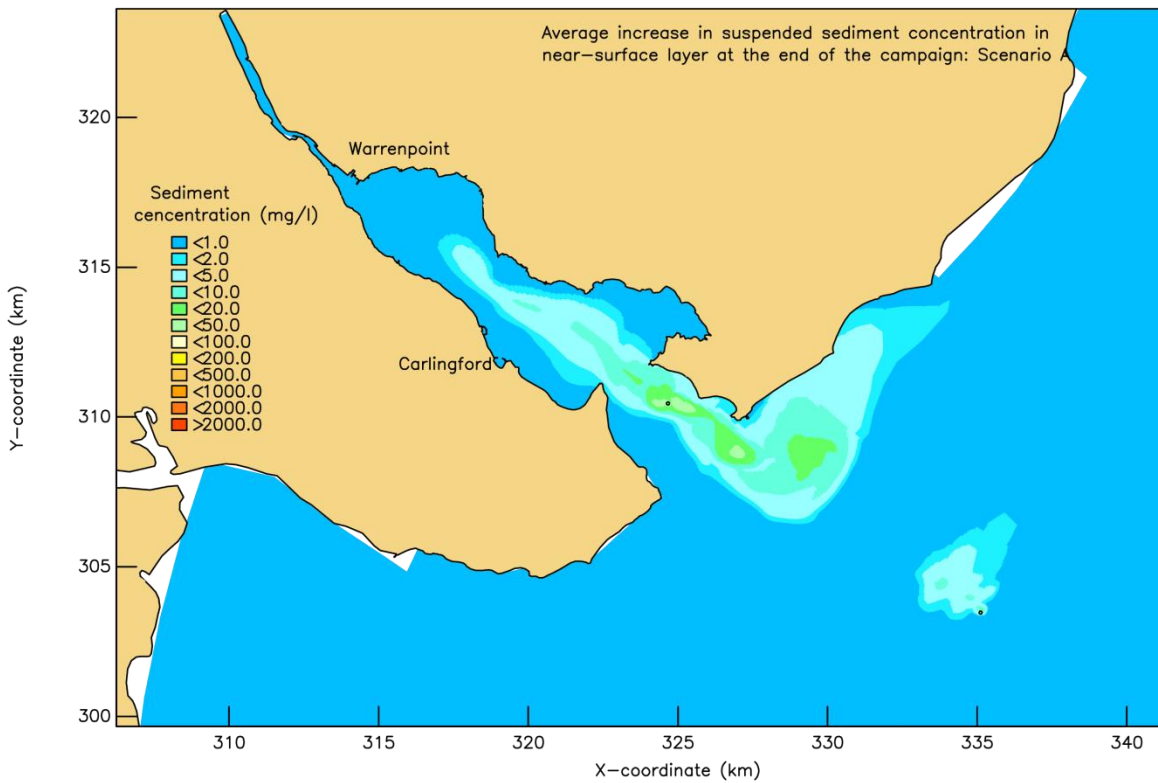 Average increase in suspended sediment concentration in
near-surface layer at the end of the campaign: Scenario A
320
Warrenpoint
Sediment
cencentration (mg/l)
<1.0
<2.0
315
<5.0
<10.0
<20.0
<50.0
<100.0
Carlingford
<200.0
<500.0
<1000.0
310
<2000.0
>2000.0
Y-coordinate (km)
305
300
310 315 320 325 330 335 340
X-coordinate (km)